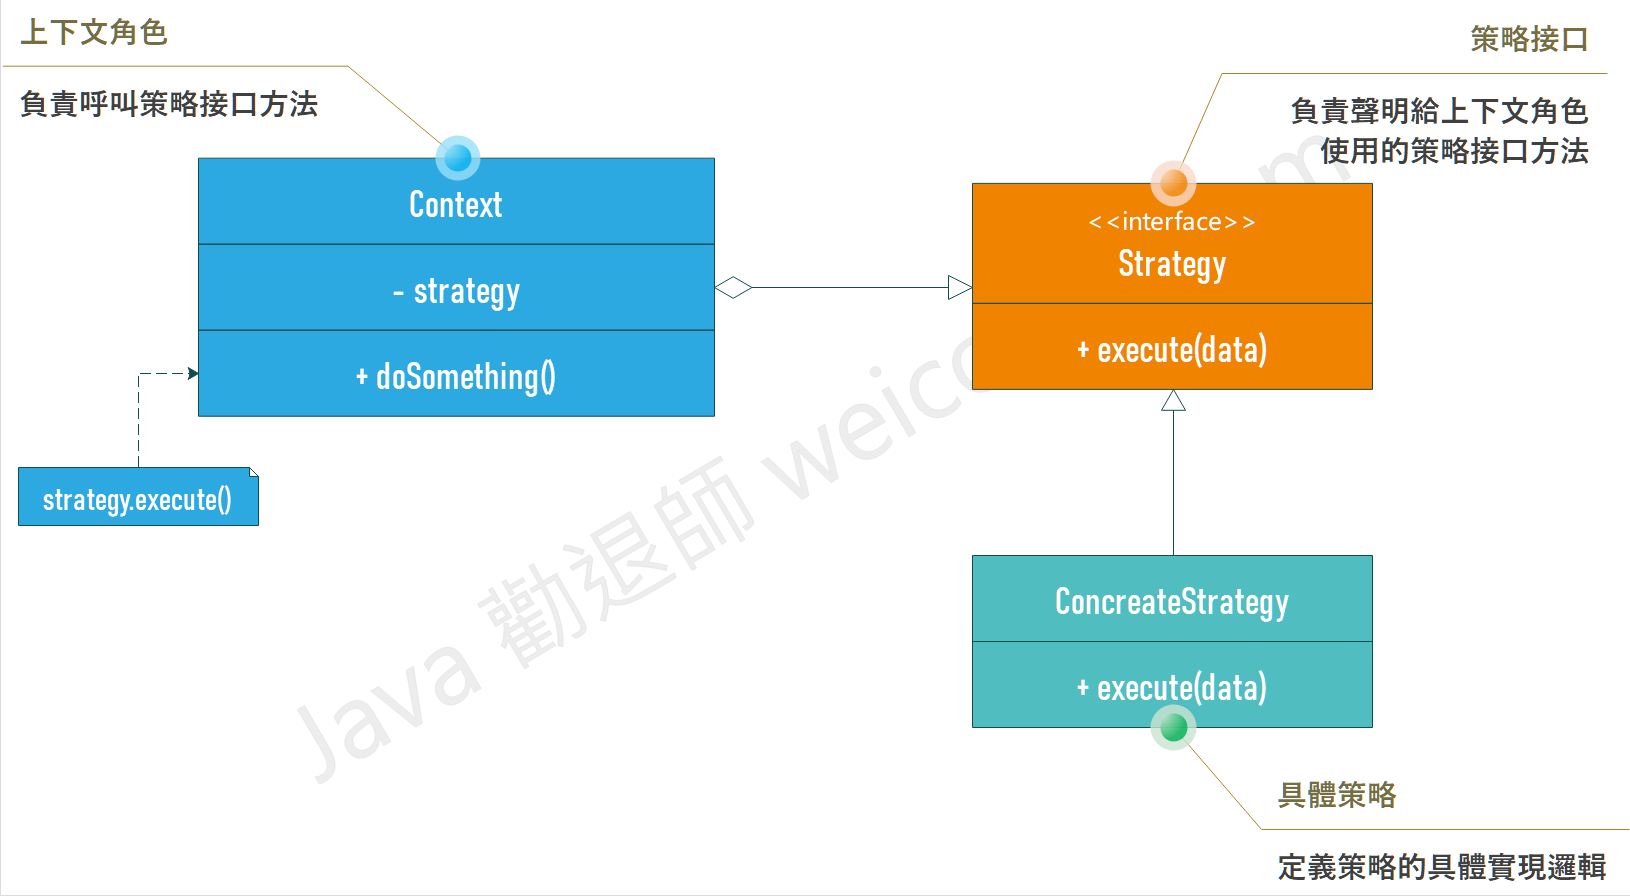 上下文角色
負責呼叫策略接口方法
Context
- strategy
+ doSomething()
strategy.execute()
策略接口
負責聲明給上下文角色
使用的策略接口方法
<<interface>>
Strategy
+ execute(data)
ConcreateStrategy
+ execute(data)
具體策略
定義策略的具體實現邏輯
Java 勸退師 weico
m